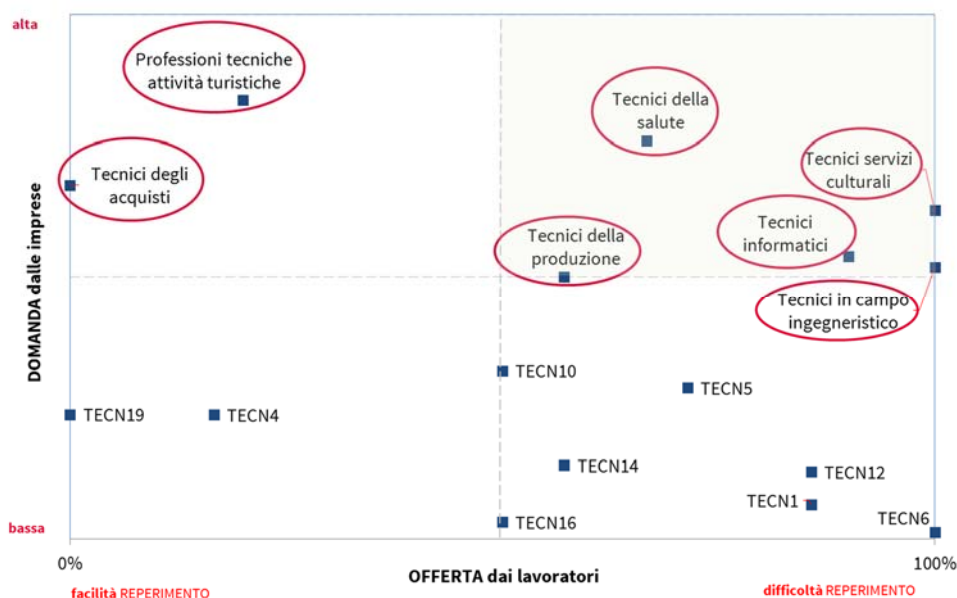 alta
Professioni tecniche
attività turistiche
Tecnici della
salute
Tecnici servizi
culturali
Tecnici degli
acquisti
Tecnici della
produzione
Tecnici
informatici
Tecnici in campo
ingegneristico
DOMANDA dalle imprese
TECN10
TECN5
TECN19
TECN4
TECN14
TECN12
TECN1
TECN16
TECN6
bassa
0%
OFFERTA dai lavoratori
100%
facilità REPERIMENTO
difficoltà REPERIMENTO